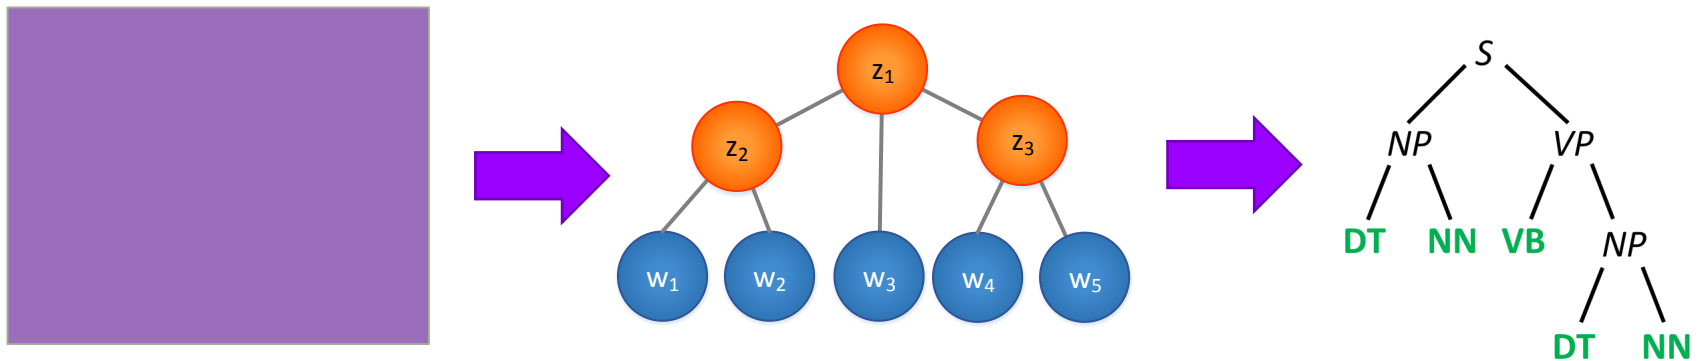 z₁
z₂
z₃
w₁ w₂ w₃ w₄ w₅
S
NP VP
DT NN VB
NP
DT NN